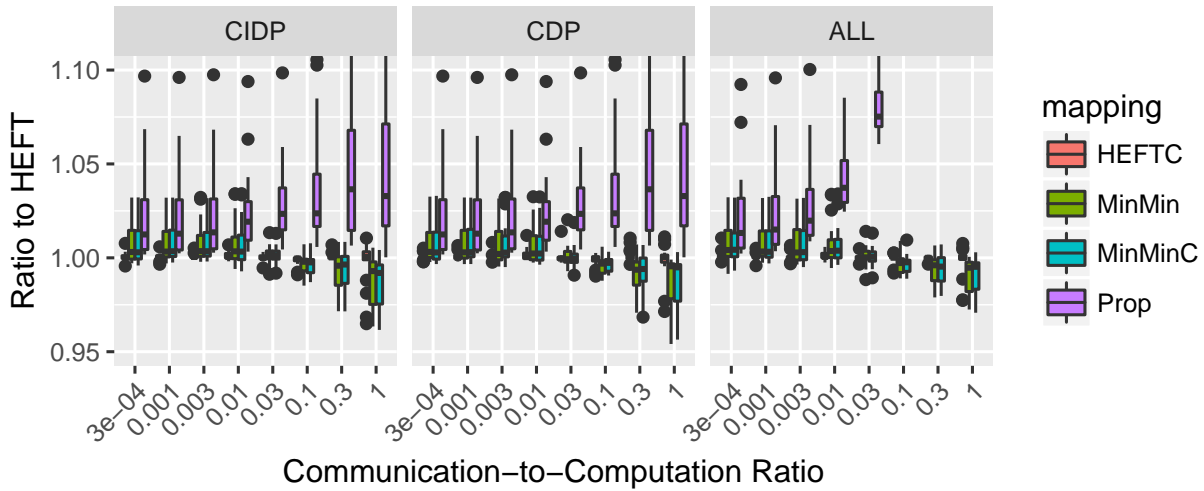 CIDP CDP ALL
Ratio to HEFT
1.10
1.05
1.00
0.95
3e−04 0.001 0.003 0.01 0.03 0.1 0.3 1
3e−04 0.001 0.003 0.01 0.03 0.1 0.3 1
3e−04 0.001 0.003 0.01 0.03 0.1 0.3 1
Communication−to−Computation Ratio
mapping
HEFTC
MinMin
MinMinC
Prop